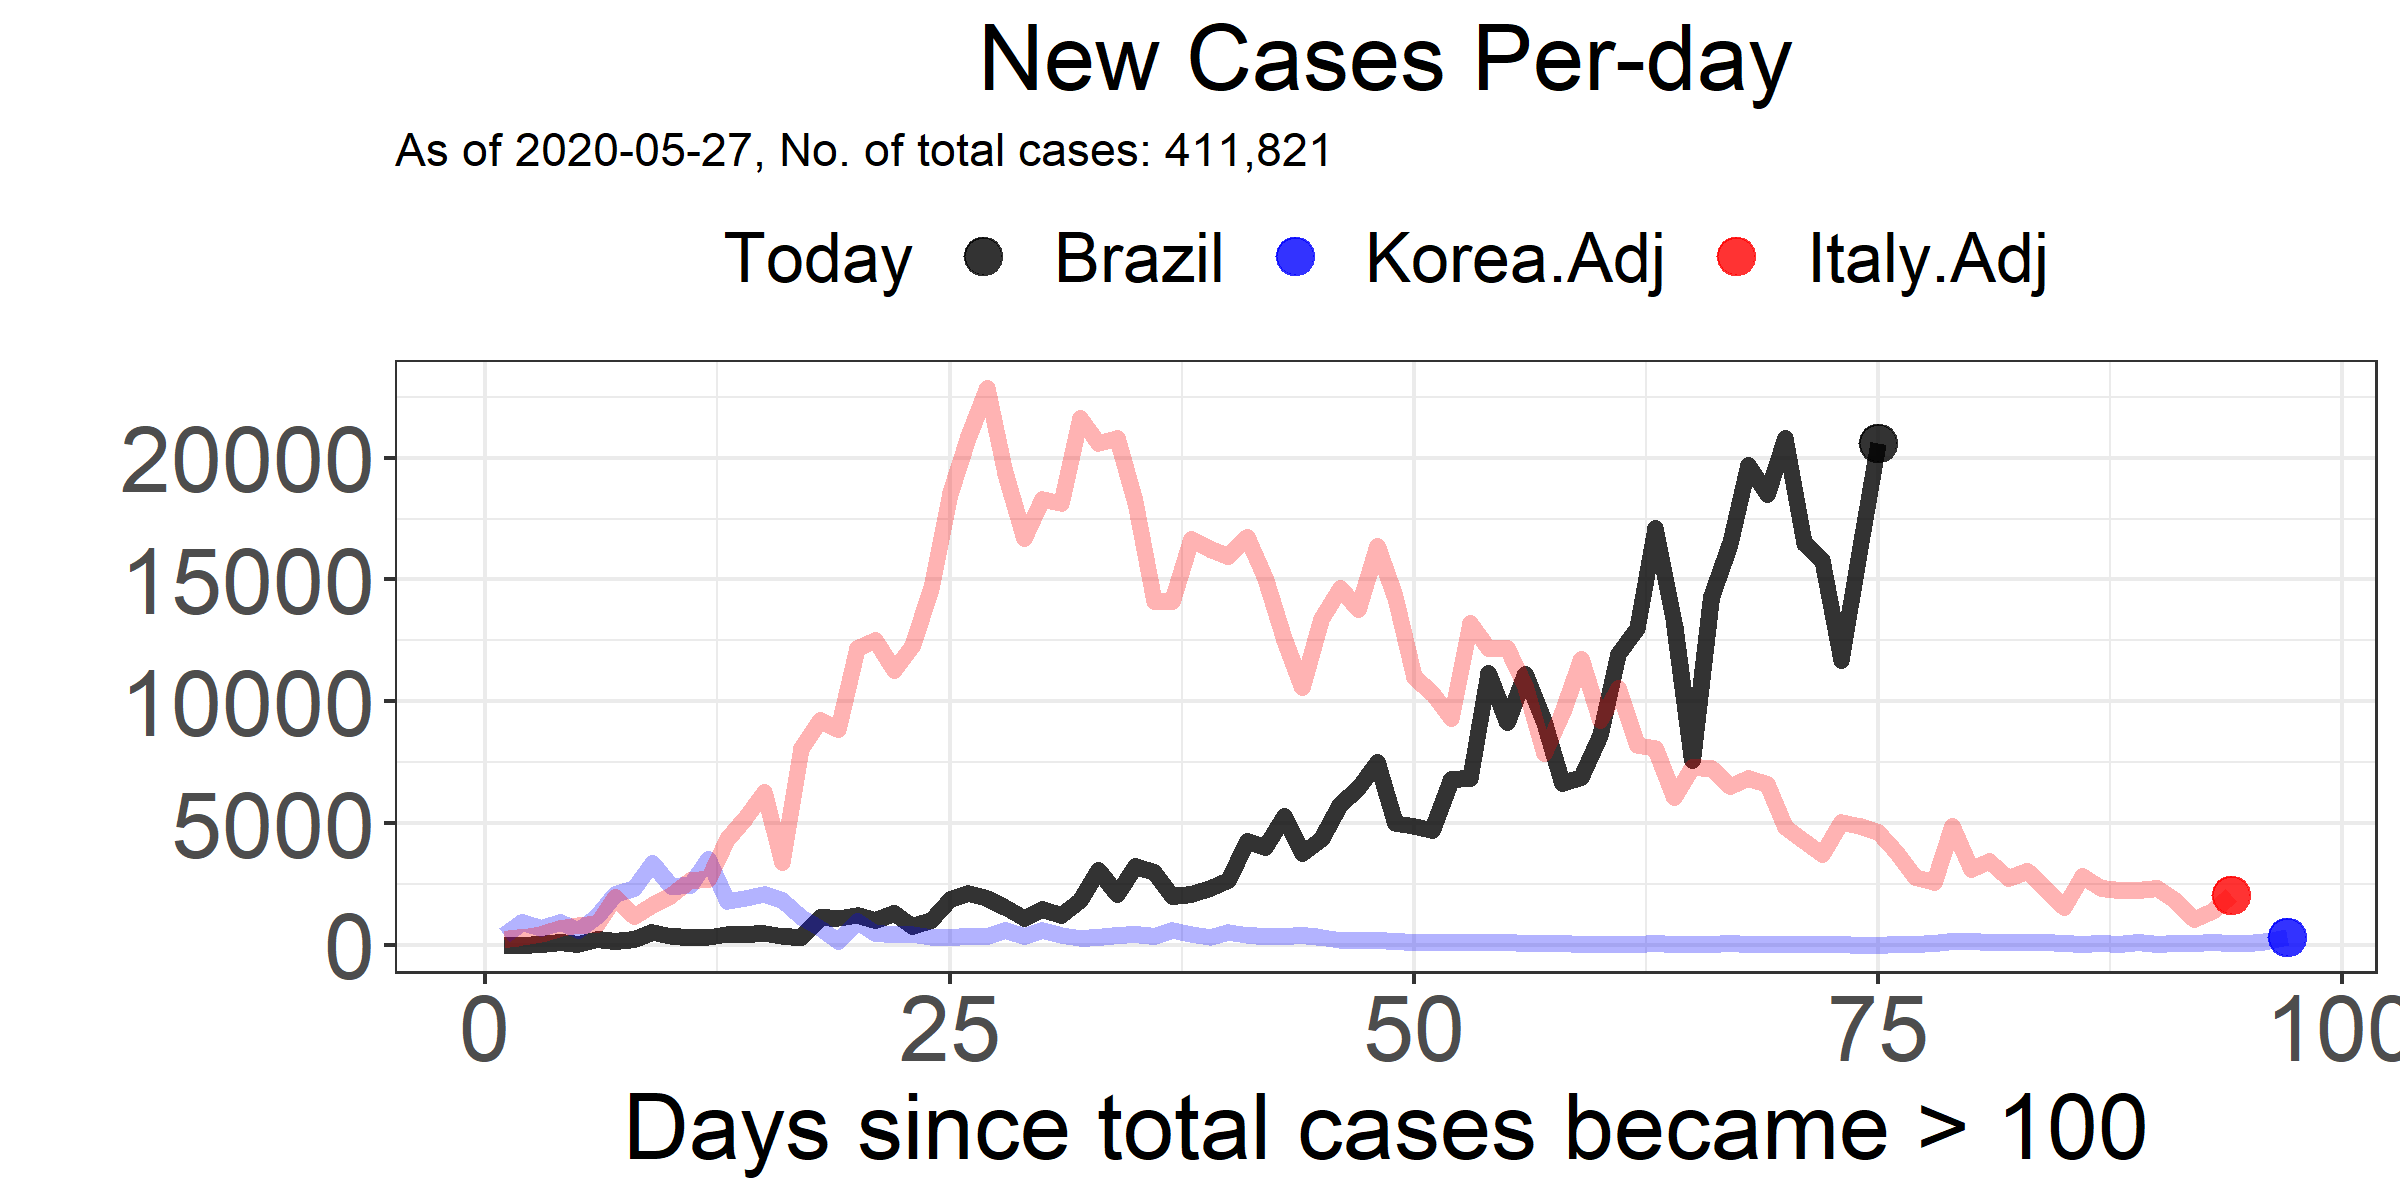 New Cases Per-day
As of 2020-05-27, No. of total cases: 411,821
Today Brazil Korea.Adj Italy.Adj
20000
15000
10000
5000
0
0 25 50 75 100
Days since total cases became > 100